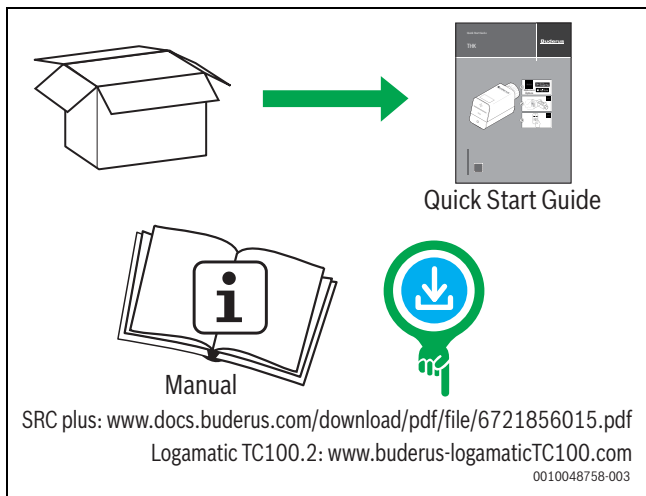 THK
Buderus
Quick Start Guide
i
Manual
SRC plus: www.docs.buderus.com/download/pdf/file/6721856015.pdf
Logamatic TC100.2: www.buderus-logamaticTC100.com
0010048758-003